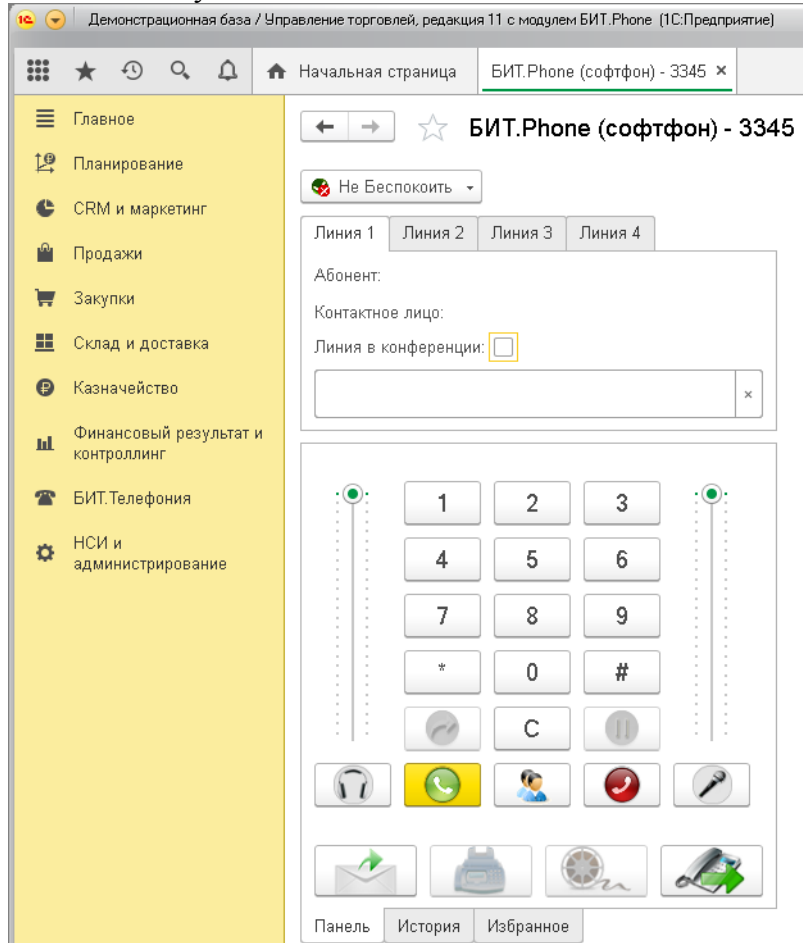 Демонстрационная база / Управление торговлей, редакция 11 с модулем БИТ.Phone (1С:Предприятие)
Начальная страница
БИТ.Phone (софтфон) - 3345 ×
Главное
Планирование
CRM и маркетинг
Продажи
Закупки
Склад и доставка
Казначейство
Финансовый результат и
контроллинг
БИТ.Телефония
НСИ и
администрирование
БИТ.Phone (софтфон) - 3345
Не Беспокоить
Линия 1 Линия 2 Линия 3 Линия 4
Абонент:
Контактное лицо:
Линия в конференции:
×
1 2 3
4 5 6
7 8 9
* 0 #
C
Панель История Избранное